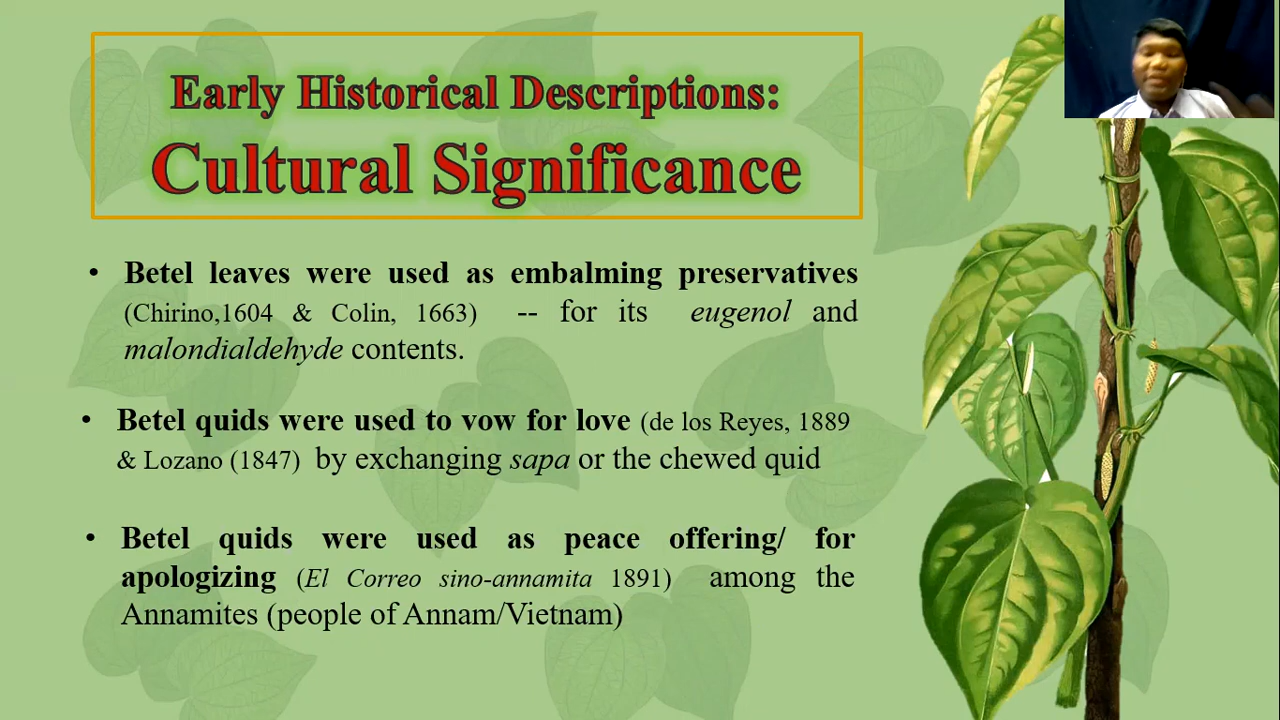 Early Historical Descriptions:
Cultural Significance
• Betel leaves were used as embalming preservatives
(Chirino,1604 & Colin, 1663) -- for its eugenol and
malondialdehyde contents.
• Betel quids were used to vow for love (de los Reyes, 1889
& Lozano (1847) by exchanging sapa or the chewed quid
• Betel quids were used as peace offering/ for
apologizing (El Correo sino-annamita 1891) among the
Annamites (people of Annam/Vietnam)